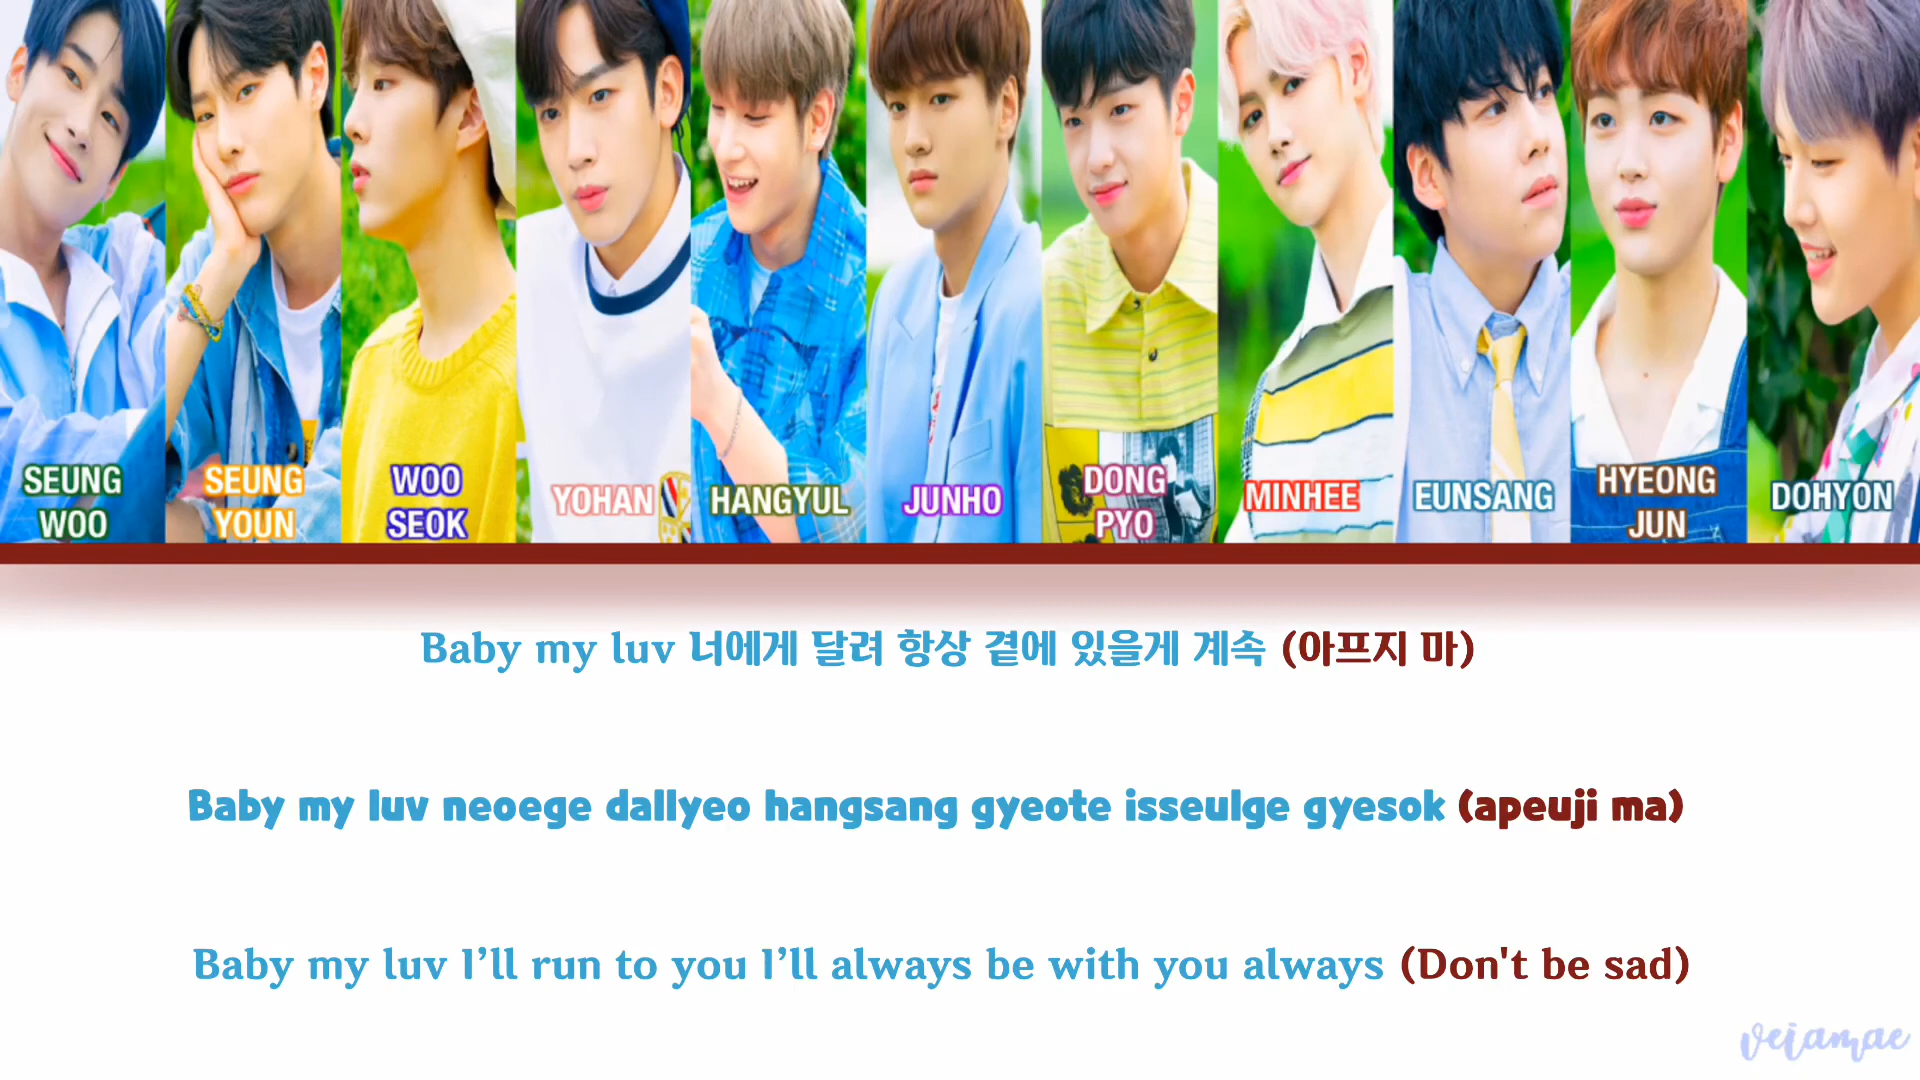 SEUNG
WOO
SEUNG
YOUN
WOO
SEOK
YOHAN
HANGYUL
JUNHO
DONG
PYO
MINHEE
EUNSANG
HYEONG
JUN
DOHYON
Baby my luv 너에게 달려 항상 곁에 있을게 계속 (아프지 마)
Baby my luv neoege dallyeo hangsang gyeote isseulge gyesok (apeuji ma)
Baby my luv I’ll run to you I’ll always be with you always (Don't be sad)
veiamae